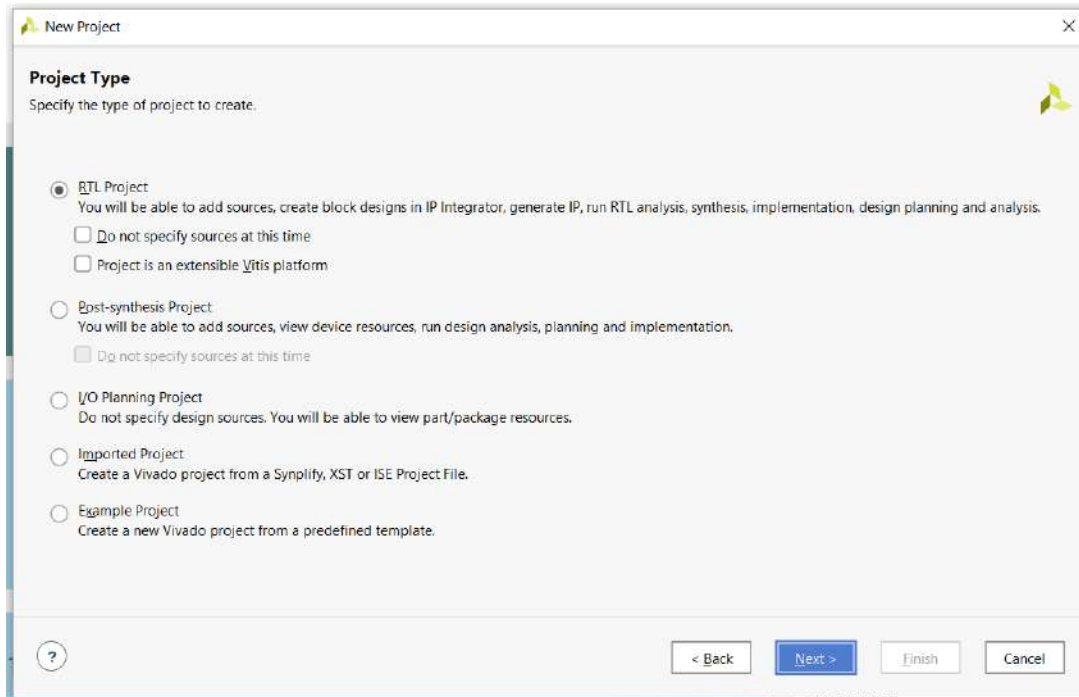 New Project
Project Type
Specify the type of project to create.
RTL Project
You will be able to add sources, create block designs in IP Integrator, generate IP, run RTL analysis, synthesis, implementation, design planning and analysis.
Do not specify sources at this time
Project is an extensible Vitis platform
Post-synthesis Project
You will be able to add sources, view device resources, run design analysis, planning and implementation.
Do not specify sources at this time
I/O Planning Project
Do not specify design sources. You will be able to view part/package resources.
Imported Project
Create a Vivado project from a Synplify, XST or ISE Project File.
Example Project
Create a new Vivado project from a predefined template.
? < Back Next > Finish Cancel